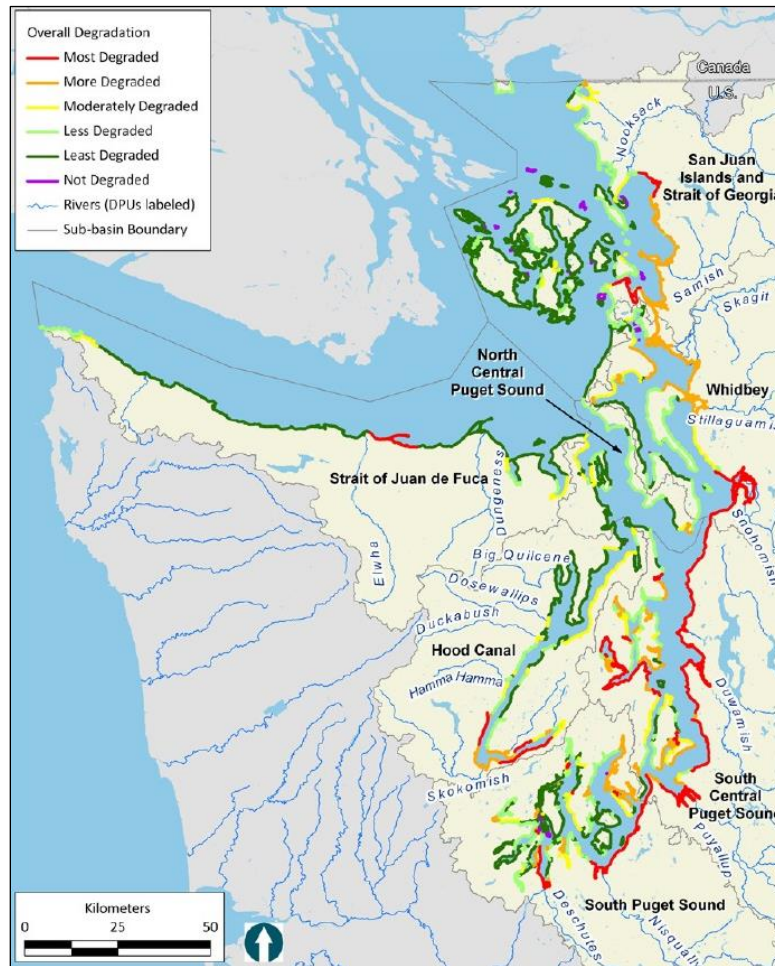 Overall Degradation
Most Degraded
More Degraded
Moderately Degraded
Less Degraded
Least Degraded
Not Degraded
Rivers (DPUs labeled)
Sub-basin Boundary
Canada
U.S.
Nooksack
San Juan
Islands and
Strait of Georgia
Samish
Skagit
North
Central
Puget Sound
Whidbey
Stillaguamis
Strait of Juan de Fuca
Elwha
Dungeness
Snohomish
Big Quilcene
Dosewallips
Duckabush
Hood Canal
Hamma Hamma
Duwamish
Skokomish
South
Central
Puget Soun
Puyallup
South Puget Sound
Deschutes
Nisqually
Kilometers
0 25 50